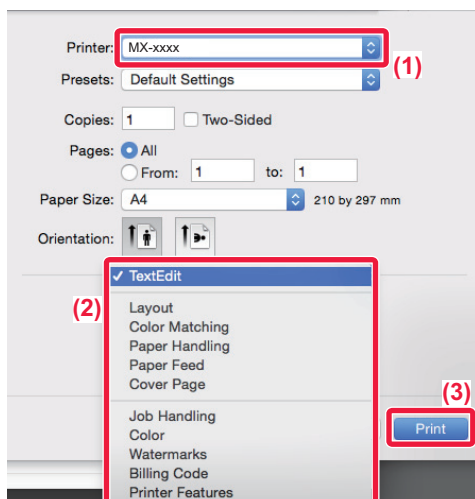 Printer: MX-xxxx
(1)
Presets: Default Settings
Copies: 1 Two-Sided
Pages: All
From: 1 to: 1
Paper Size: A4 210 by 297 mm
Orientation:
✓ TextEdit
(2)
Layout
Color Matching
Paper Handling
Paper Feed
Cover Page
(3)
Job Handling
Print
Color
Watermarks
Billing Code
Printer Features